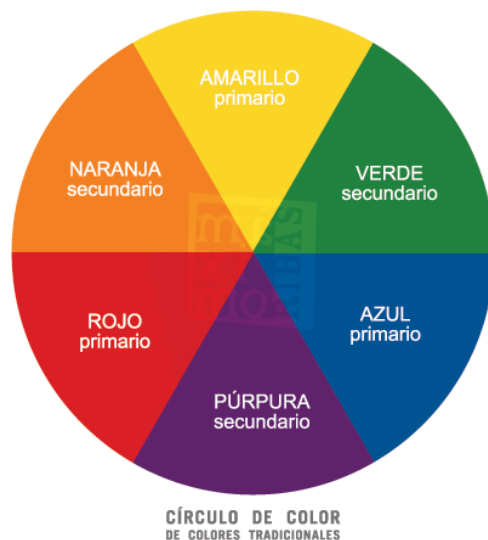 AMARILLO
primario
NARANJA
secundario
VERDE
secundario
ROJO
primario
AZUL
primario
PÚRPURA
secundario
CÍRCULO DE COLOR
DE COLORES TRADICIONALES